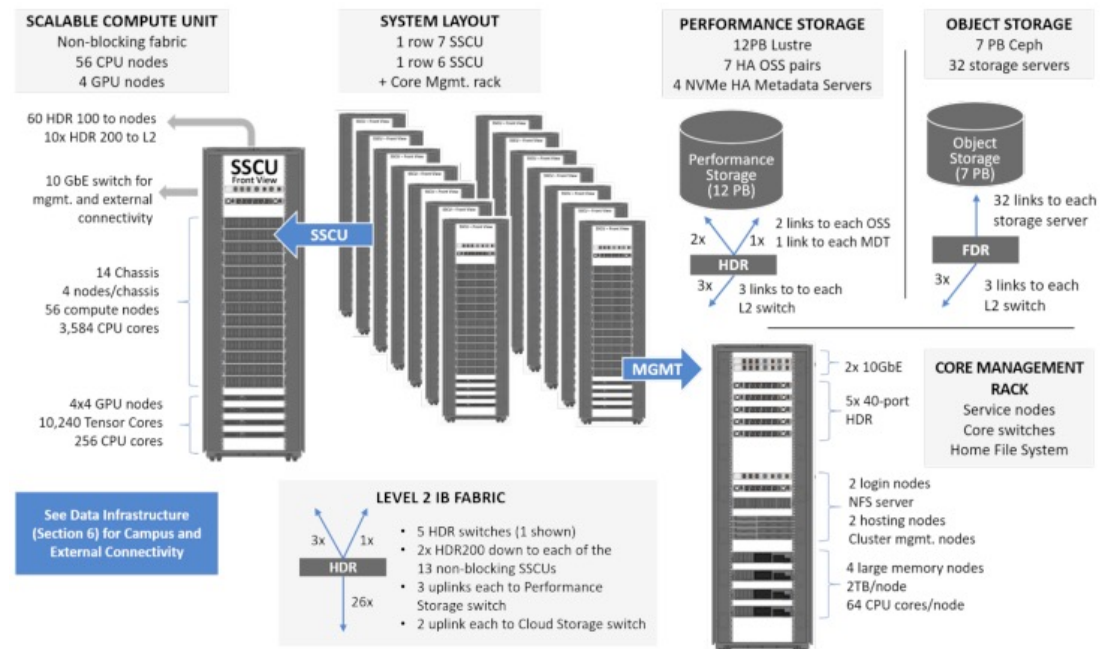 SCALABLE COMPUTE UNIT
Non-blocking fabric
56 CPU nodes
4 GPU nodes
SYSTEM LAYOUT
1 row 7 SSCU
1 row 6 SSCU
+ Core Mgmt. rack
PERFORMANCE STORAGE
12PB Lustre
7 HA OSS pairs
4 NVMe HA Metadata Servers
OBJECT STORAGE
7 PB Ceph
32 storage servers
60 HDR 100 to nodes
10x HDR 200 to L2
10 GbE switch for
mgmt. and external
connectivity
SSCU
Front View
14 Chassis
4 nodes/chassis
56 compute nodes
3,584 CPU cores
4x4 GPU nodes
10,240 Tensor Cores
256 CPU cores
SSCU
MGMT
Performance
Storage
(12 PB)
2x
1x
2 links to each OSS
1 link to each MDT
HDR
3x
3 links to to each
L2 switch
Object
Storage
(7 PB)
32 links to each
storage server
FDR
3x
3 links to each
L2 switch
2x 10GbE
5x 40-port
HDR
2 login nodes
NFS server
2 hosting nodes
Cluster mgmt. nodes
4 large memory nodes
2TB/node
64 CPU cores/node
CORE MANAGEMENT
RACK
Service nodes
Core switches
Home File System
See Data Infrastructure
(Section 6) for Campus and
External Connectivity
LEVEL 2 IB FABRIC
3x
1x
HDR
26x
• 5 HDR switches (1 shown)
• 2x HDR200 down to each of the
13 non-blocking SSCUs
• 3 uplinks each to Performance
Storage switch
• 2 uplink each to Cloud Storage switch